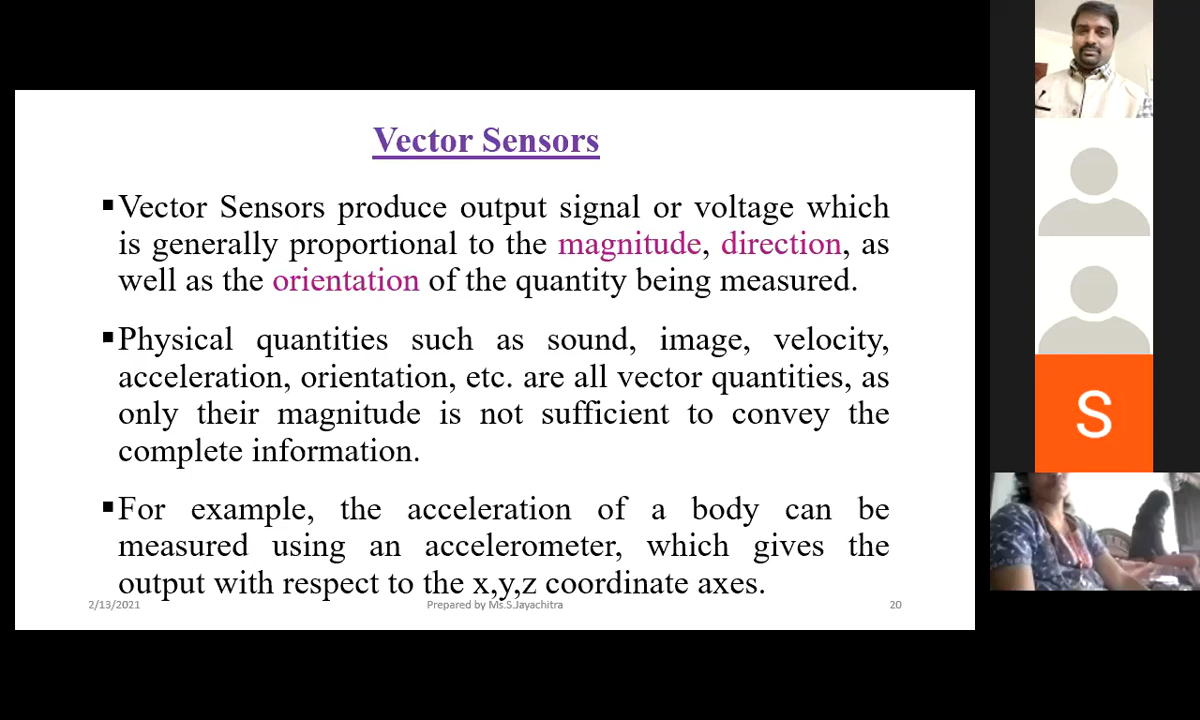 Vector Sensors
▪Vector Sensors produce output signal or voltage which
is generally proportional to the magnitude, direction, as
well as the orientation of the quantity being measured.
▪Physical quantities such as sound, image, velocity,
acceleration, orientation, etc. are all vector quantities, as
only their magnitude is not sufficient to convey the
complete information.
▪For example, the acceleration of a body can be
measured using an accelerometer, which gives the
output with respect to the x,y,z coordinate axes.
2/13/2021 Prepared by Ms.S.Jayachitra 20
S